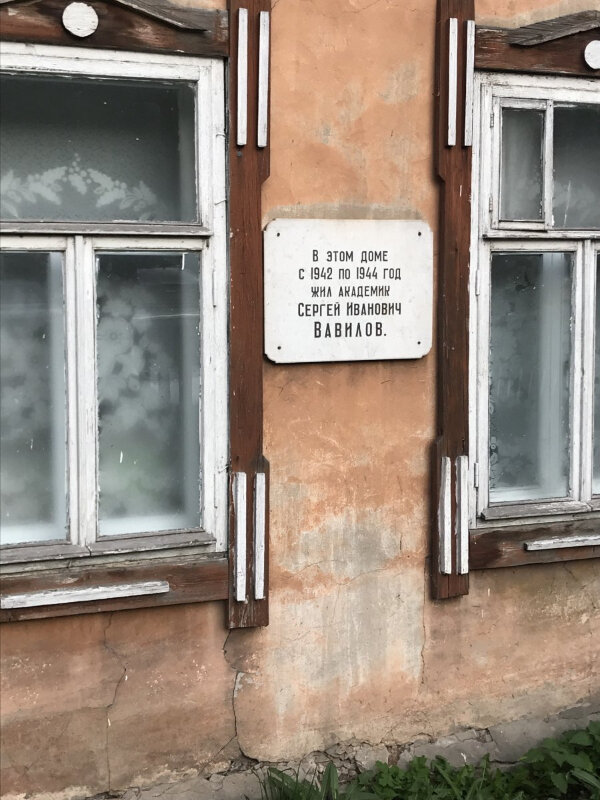 В ЭТОМ ДОМЕ
С 1942 ПО 1944 ГОД
ЖИЛ АКАДЕМИК
СЕРГЕЙ ИВАНОВИЧ
ВАВИЛОВ.